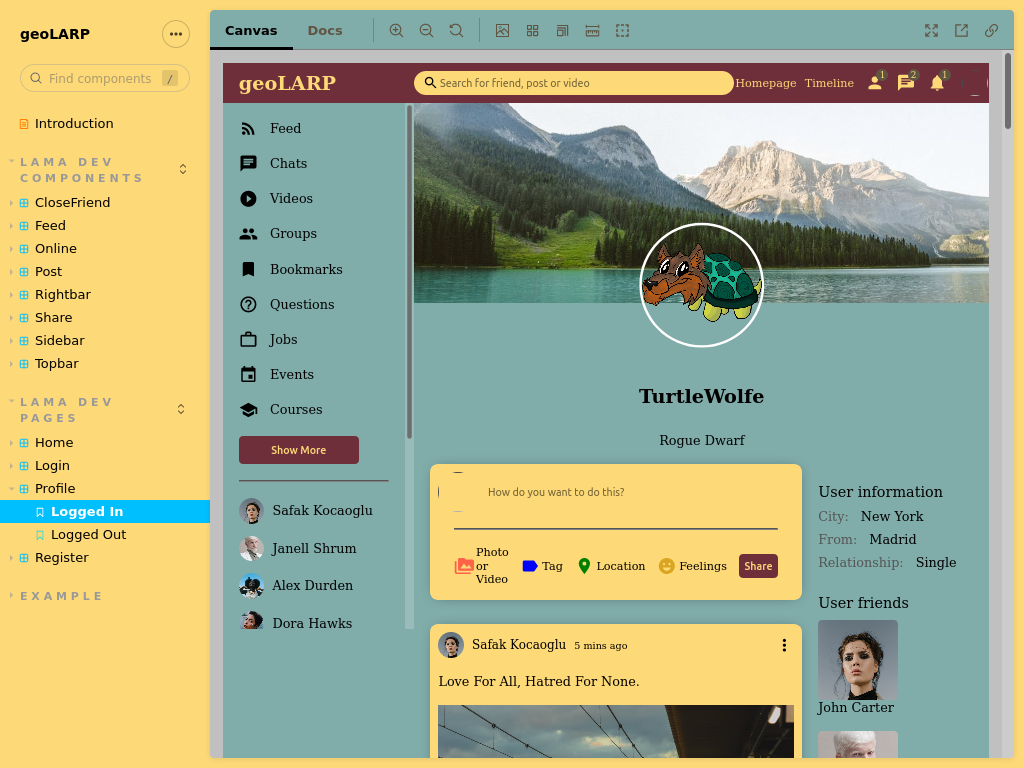 geoLARP
Find components /
Introduction
LAMA DEV
COMPONENTS
CloseFriend
Feed
Online
Post
Rightbar
Share
Sidebar
Topbar
LAMA DEV
PAGES
Home
Login
Profile
Logged In
Logged Out
Register
EXAMPLE
Canvas Docs
geoLARP Search for friend, post or video Homepage Timeline 1 2 1
Feed
Chats
Videos
Groups
Bookmarks
Questions
Jobs
Events
Courses
Show More
Safak Kocaoglu
Janell Shrum
Alex Durden
Dora Hawks
TurtleWolfe
Rogue Dwarf
How do you want to do this?
Photo
or
Video
Tag
Location
Feelings
Share
Safak Kocaoglu 5 mins ago
Love For All, Hatred For None.
User information
City: New York
From: Madrid
Relationship: Single
User friends
John Carter